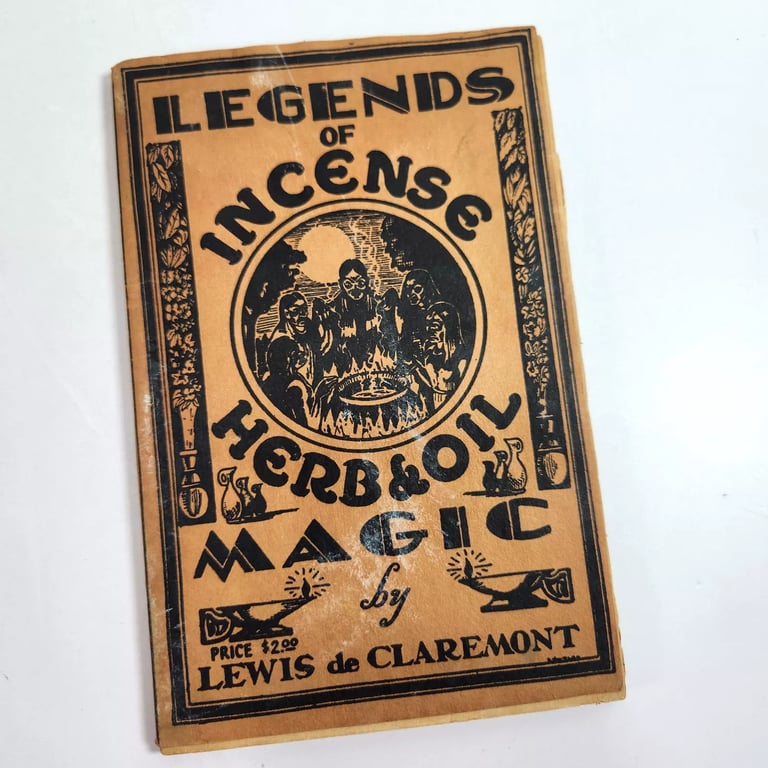 LEGENDS
OF
INCENSE
HERB & OIL
MAGIC
by
PRICE $2.00
LEWIS de CLAREMONT